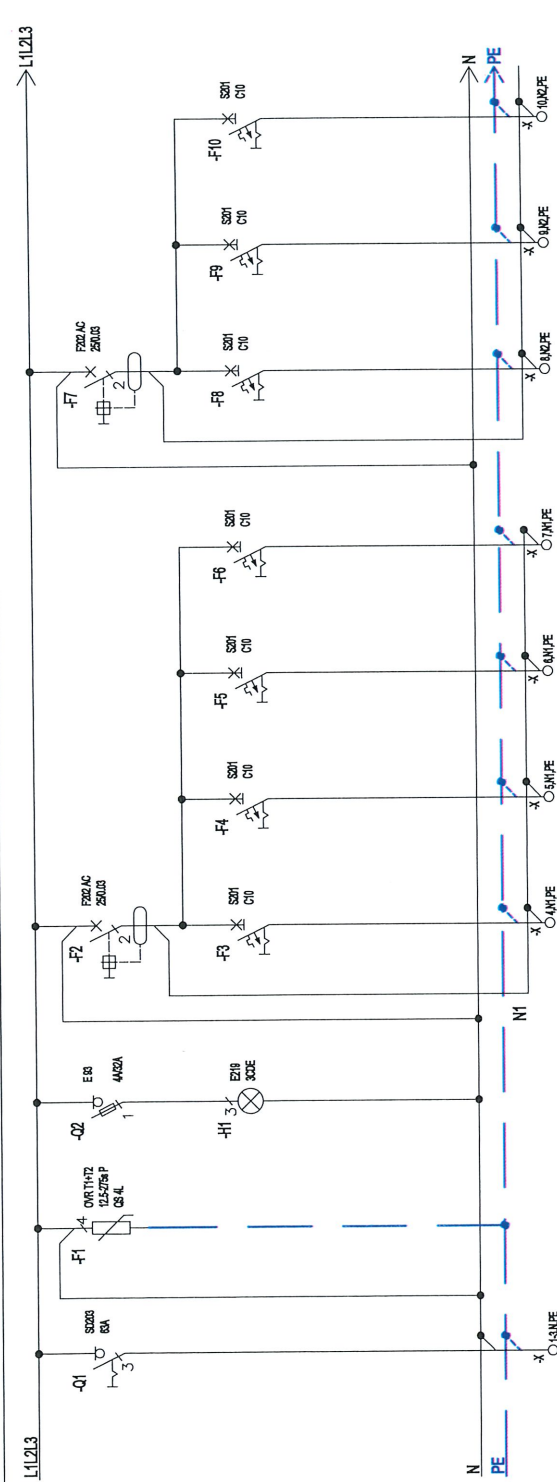 L1L2L3
L1L2L3
-Q1
SD203
63A
3
-F1
4
OVR T1+T2
12.5-275s P
QS 4L
-Q2
E 93
4A/32A
1
-H1
3
E219
3CDE
-F2
F202 AC
25/0.03
2
-F3
S201
C10
-F4
S201
C10
-F5
S201
C10
-F6
S201
C10
-F7
F202 AC
25/0.03
2
-F8
S201
C10
-F9
S201
C10
-F10
S201
C10
N
N
PE
PE
N1
-X
1-3,N,PE
-X
4,N1,PE
-X
5,N1,PE
-X
6,N1,PE
-X
7,N1,PE
-X
8,N2,PE
-X
9,N2,PE
-X
10,N2,PE